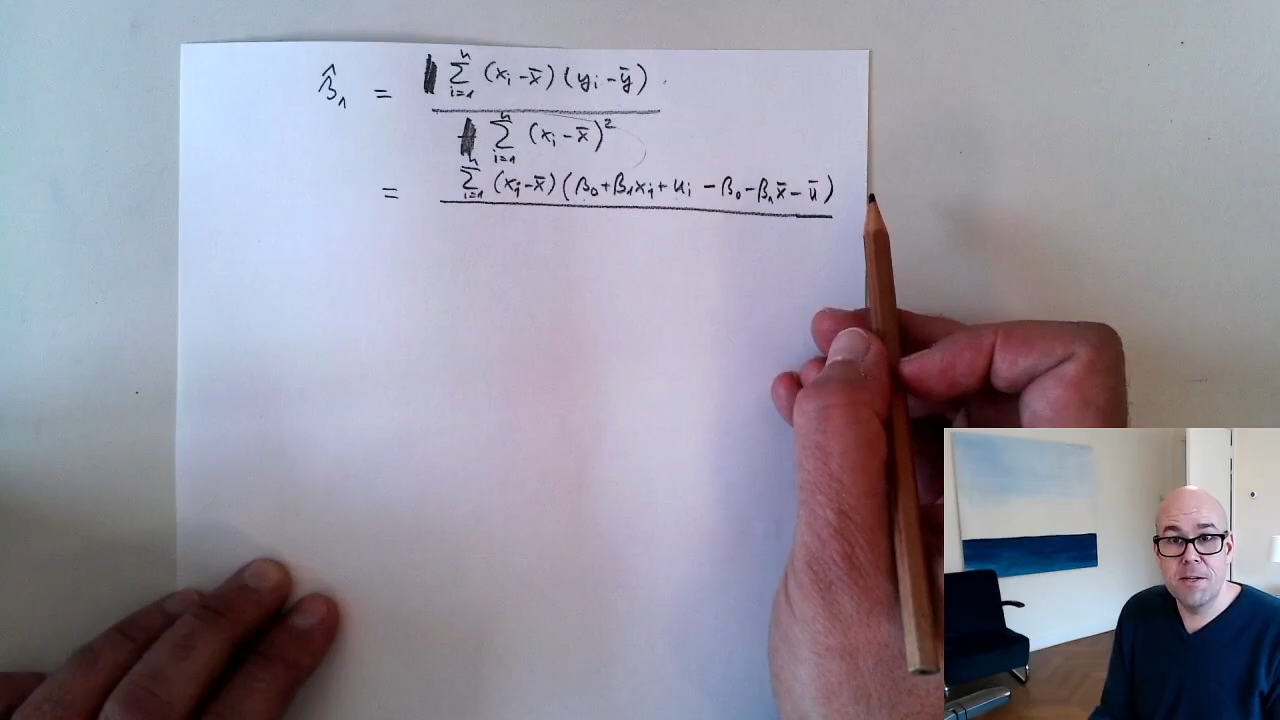 β̂₁ = Σⁿᵢ₌₁ (xᵢ - x̄)(yᵢ - ȳ)
Σⁿᵢ₌₁ (xᵢ - x̄)²
= Σⁿᵢ₌₁ (xᵢ - x̄)(β₀ + β₁xᵢ + uᵢ - β₀ - β₁x̄ - ū)